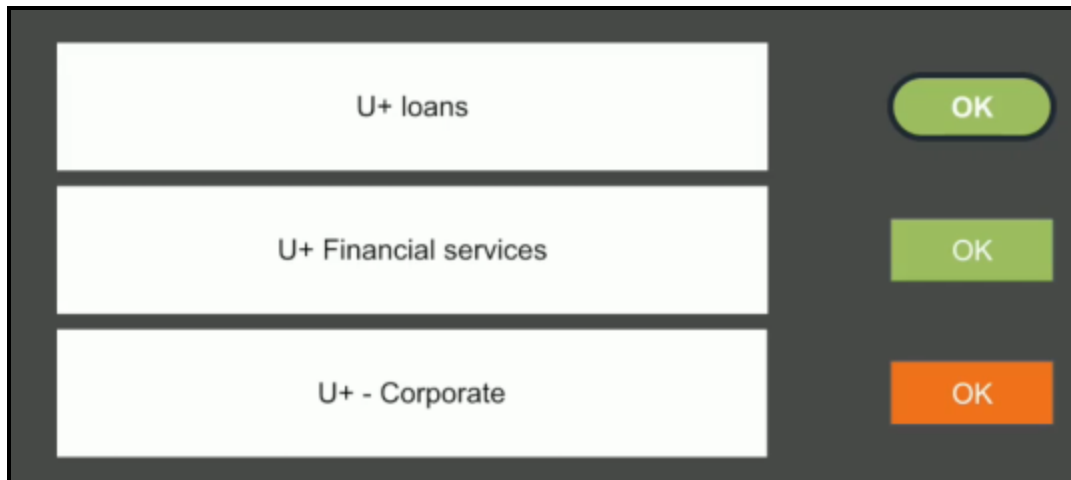 U+ loans
OK
U+ Financial services
OK
U+ - Corporate
OK